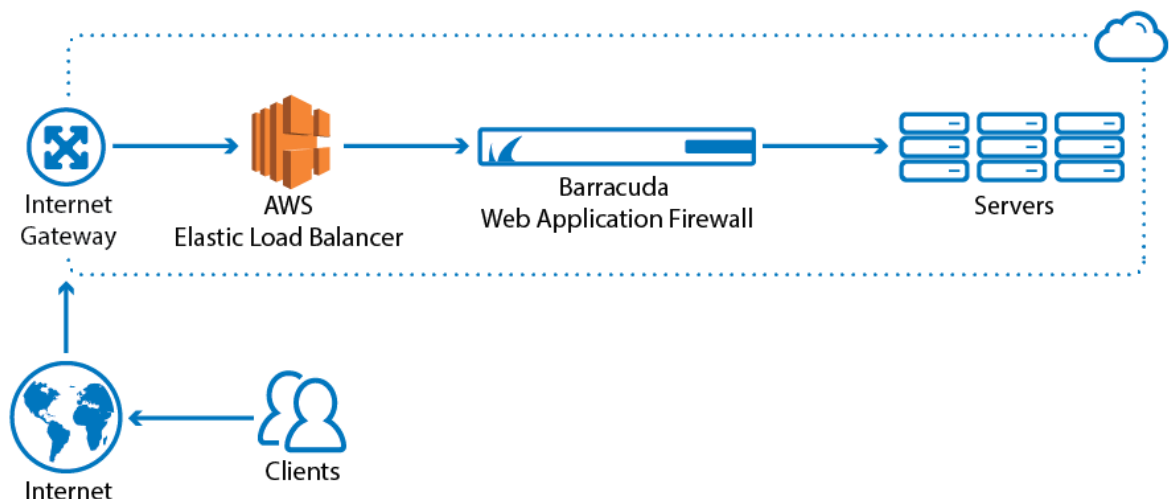 Internet
Gateway
AWS
Elastic Load Balancer
Barracuda
Web Application Firewall
Servers
Clients
Internet